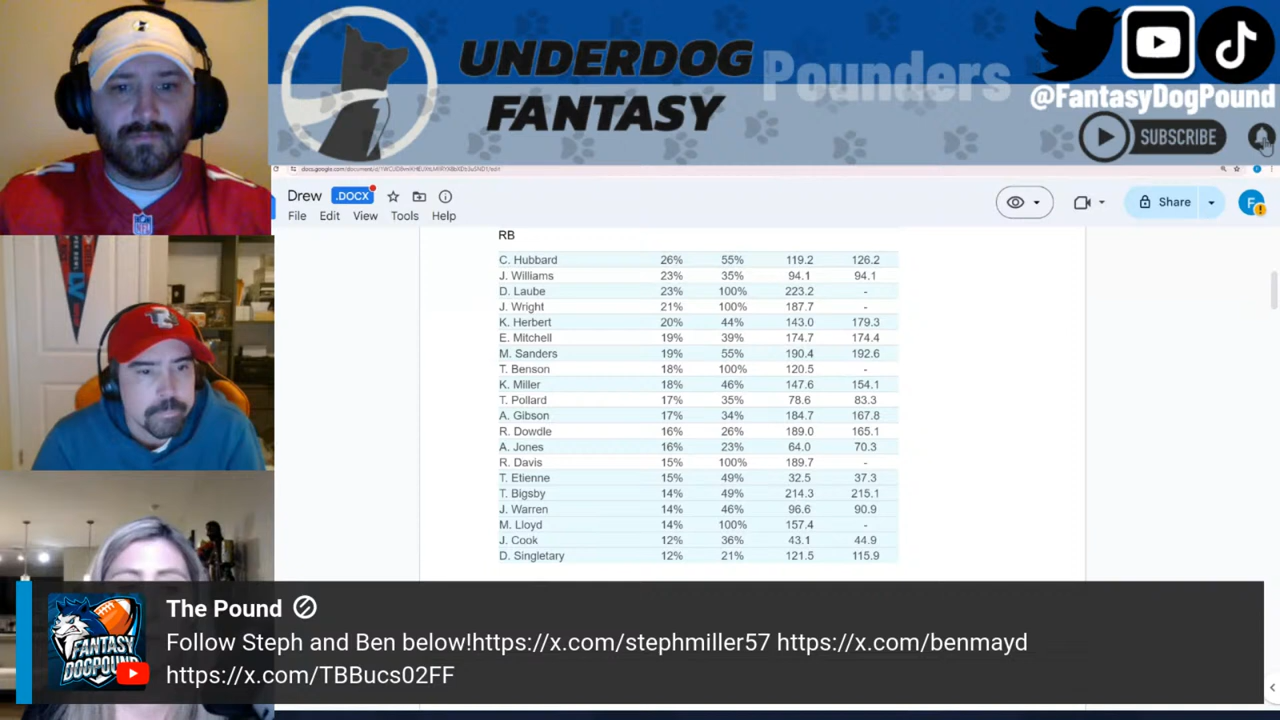 UNDERDOG
FANTASY
Pounders
@FantasyDogPound
SUBSCRIBE
Drew .DOCX
File Edit View Tools Help
Share
F
RB
C. Hubbard 26% 55% 119.2 126.2
J. Williams 23% 35% 94.1 94.1
D. Laube 23% 100% 223.2 -
J. Wright 21% 100% 187.7 -
K. Herbert 20% 44% 143.0 179.3
E. Mitchell 19% 39% 174.7 174.4
M. Sanders 19% 55% 190.4 192.6
T. Benson 18% 100% 120.5 -
K. Miller 18% 46% 147.6 154.1
T. Pollard 17% 35% 78.6 83.3
A. Gibson 17% 34% 184.7 167.8
R. Dowdle 16% 26% 189.0 165.1
A. Jones 16% 23% 64.0 70.3
R. Davis 15% 100% 189.7 -
T. Etienne 15% 49% 32.5 37.3
T. Bigsby 14% 49% 214.3 215.1
J. Warren 14% 46% 96.6 90.9
M. Lloyd 14% 100% 157.4 -
J. Cook 12% 36% 43.1 44.9
D. Singletary 12% 21% 121.5 115.9
FANTASY
DOGPOUND
The Pound
Follow Steph and Ben below!https://x.com/stephmiller57 https://x.com/benmayd
https://x.com/TBBucs02FF